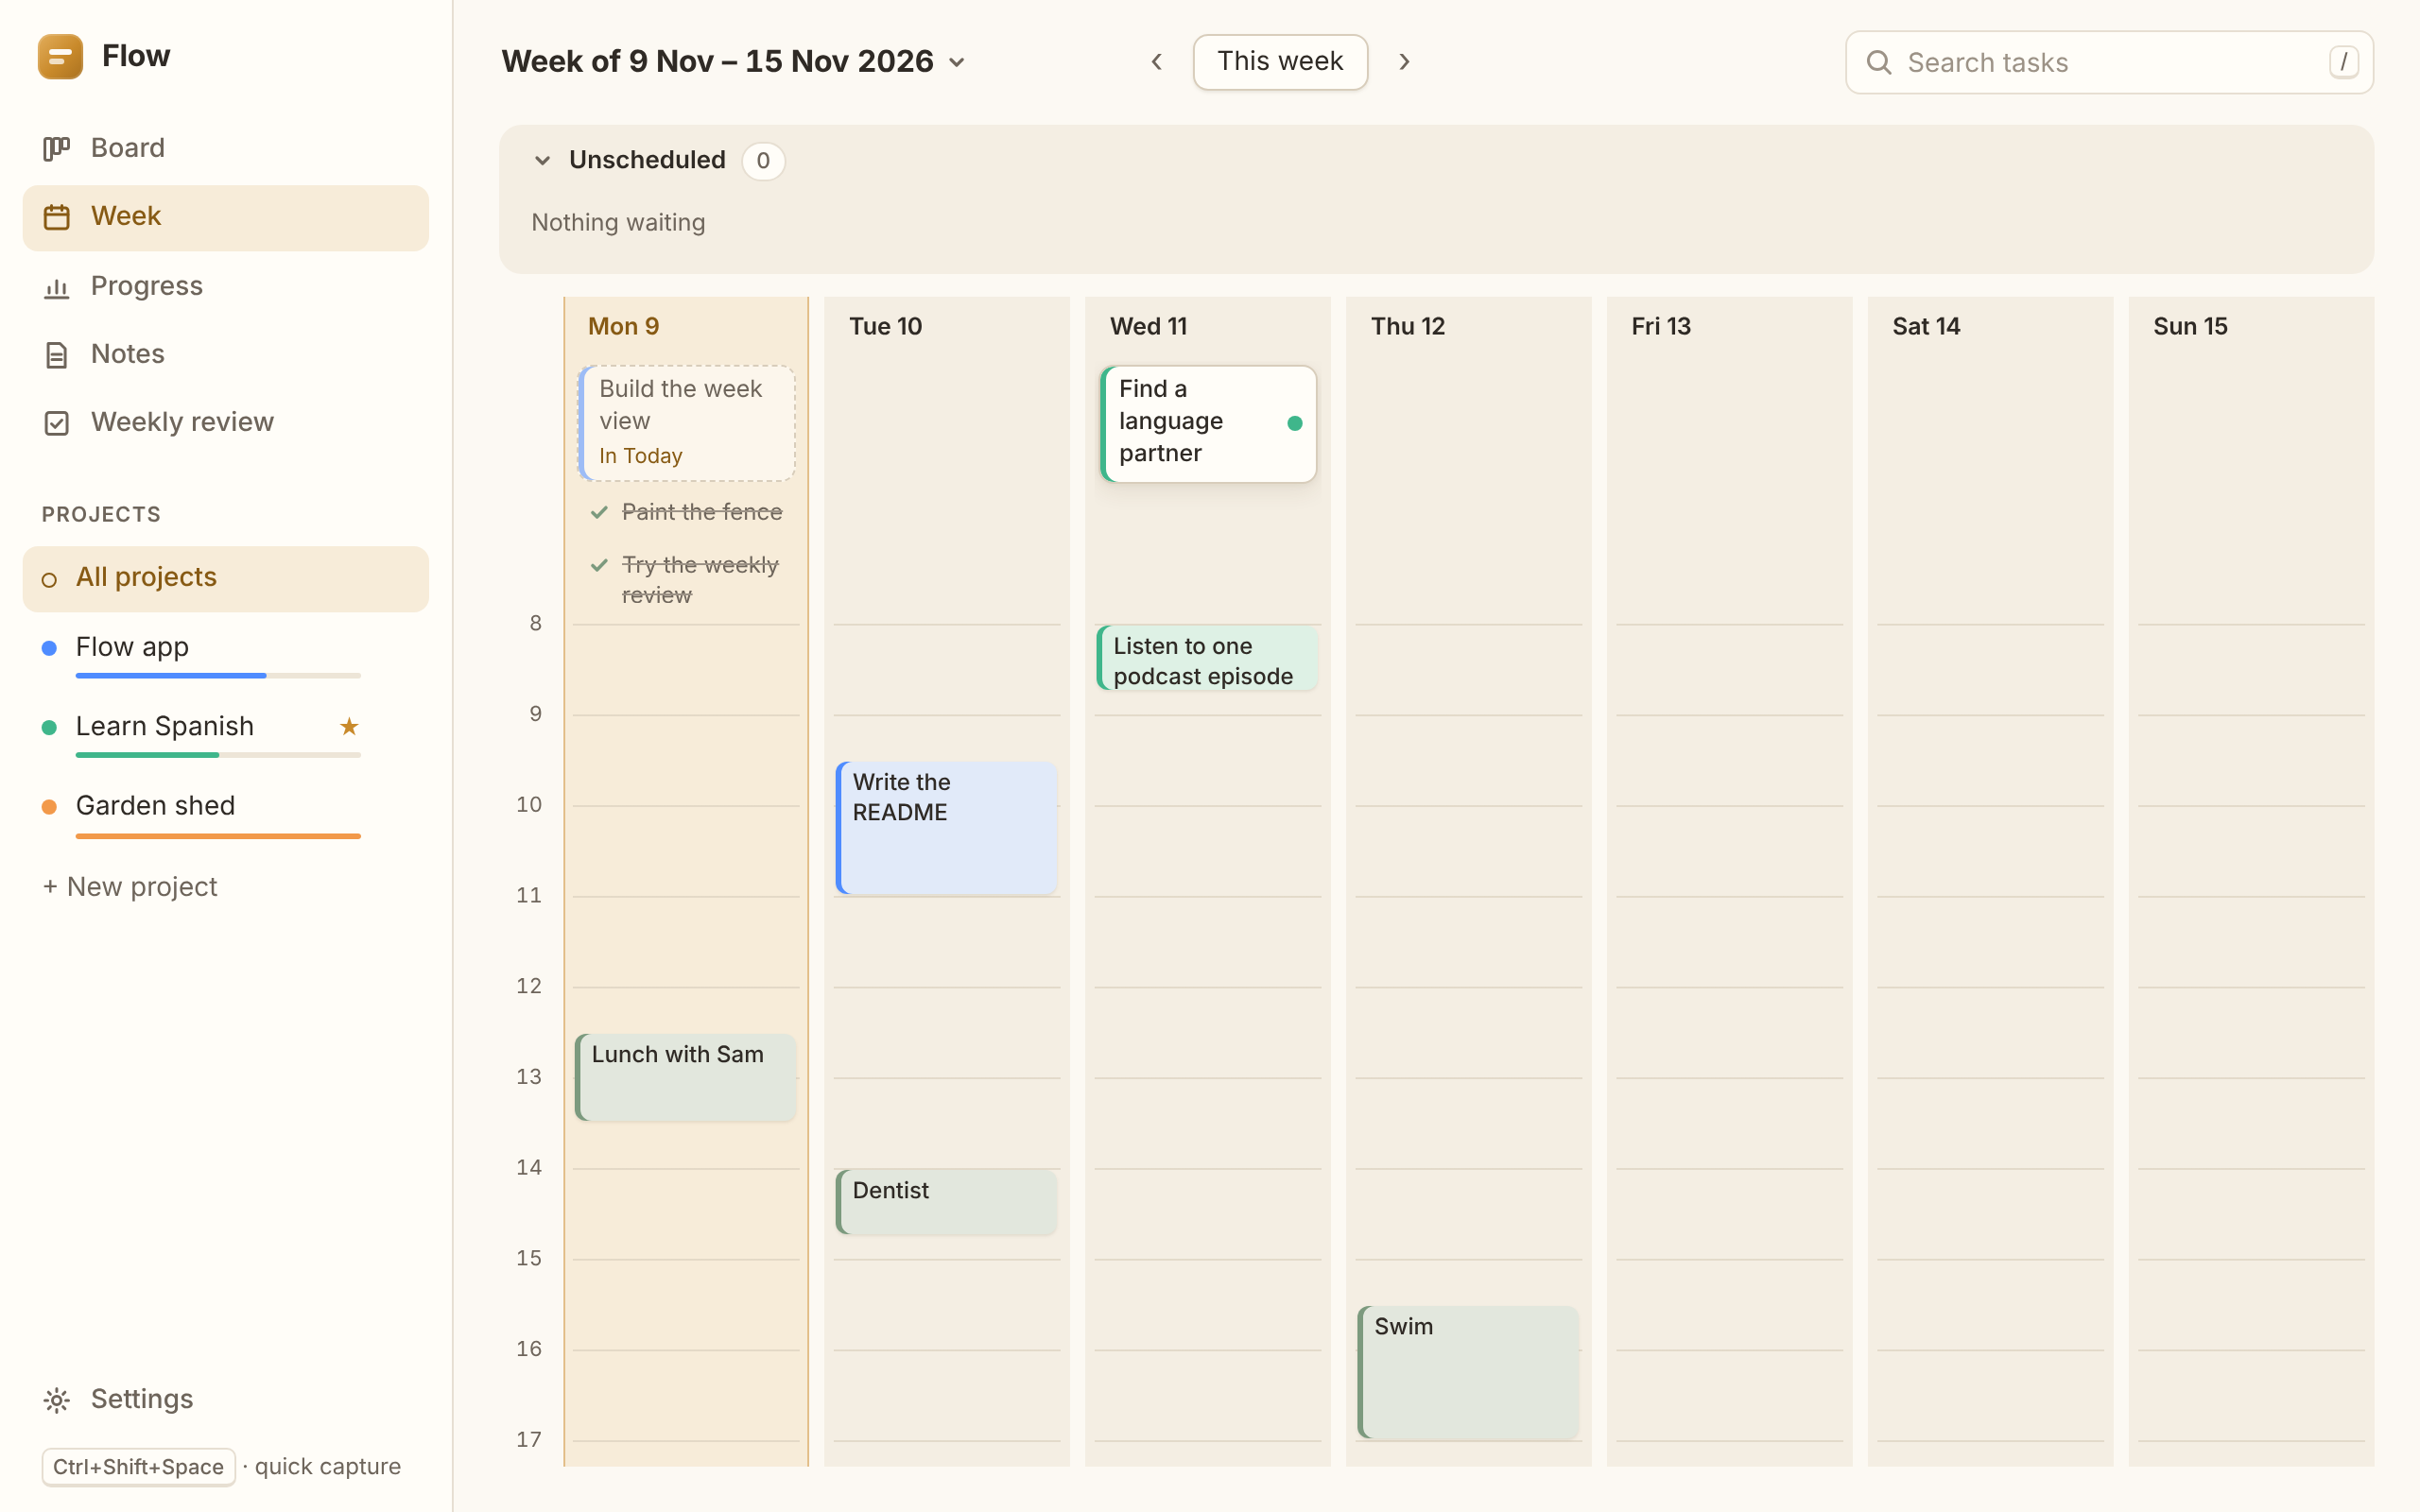 Flow
Board
Week
Progress
Notes
Weekly review
PROJECTS
All projects
Flow app
Learn Spanish ★
Garden shed
+ New project
Settings
Ctrl+Shift+Space · quick capture
Week of 9 Nov – 15 Nov 2026
‹ This week ›
Search tasks /
Unscheduled 0
Nothing waiting
Mon 9
Tue 10
Wed 11
Thu 12
Fri 13
Sat 14
Sun 15
Build the week
view
In Today
Paint the fence
Try the weekly
review
Find a
language
partner
8
9
10
11
12
13
14
15
16
17
Listen to one
podcast episode
Write the
README
Lunch with Sam
Dentist
Swim